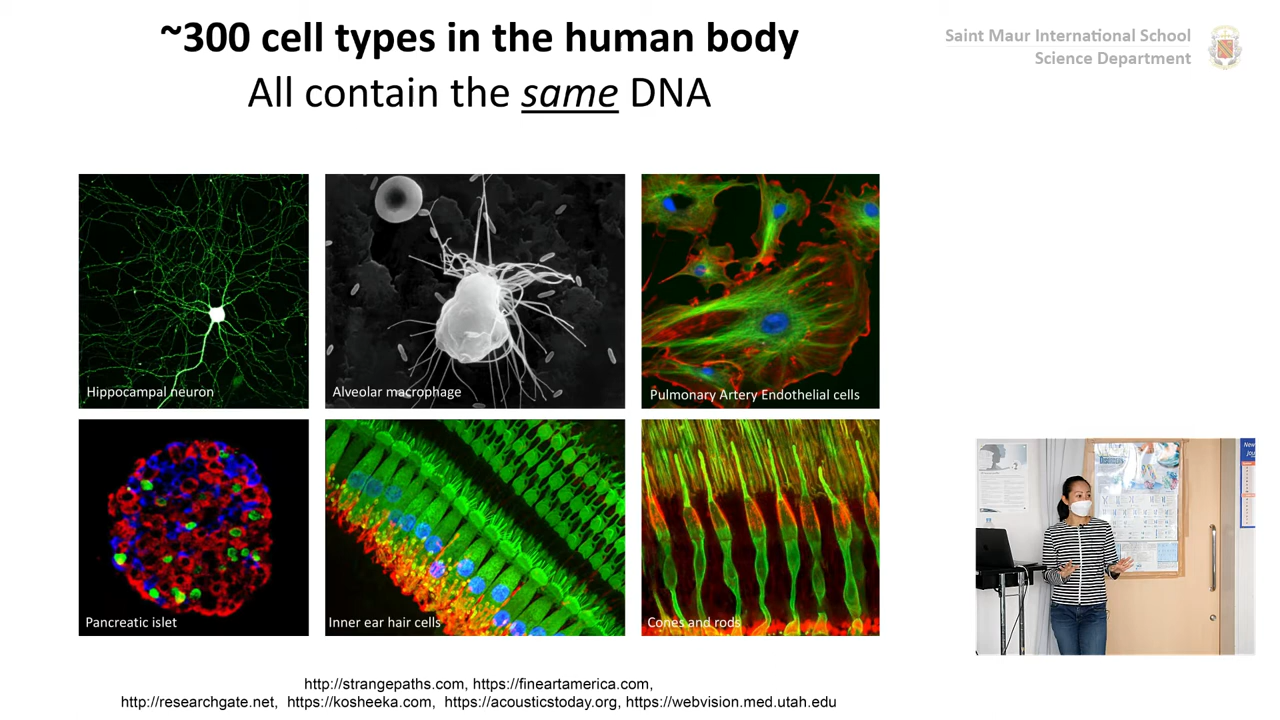 ~300 cell types in the human body
All contain the same DNA
Saint Maur International School
Science Department
Hippocampal neuron
Alveolar macrophage
Pulmonary Artery Endothelial cells
Pancreatic islet
Inner ear hair cells
Cones and rods
http://strangepaths.com, https://fineartamerica.com,
http://researchgate.net, https://kosheeka.com, https://acousticstoday.org, https://webvision.med.utah.edu